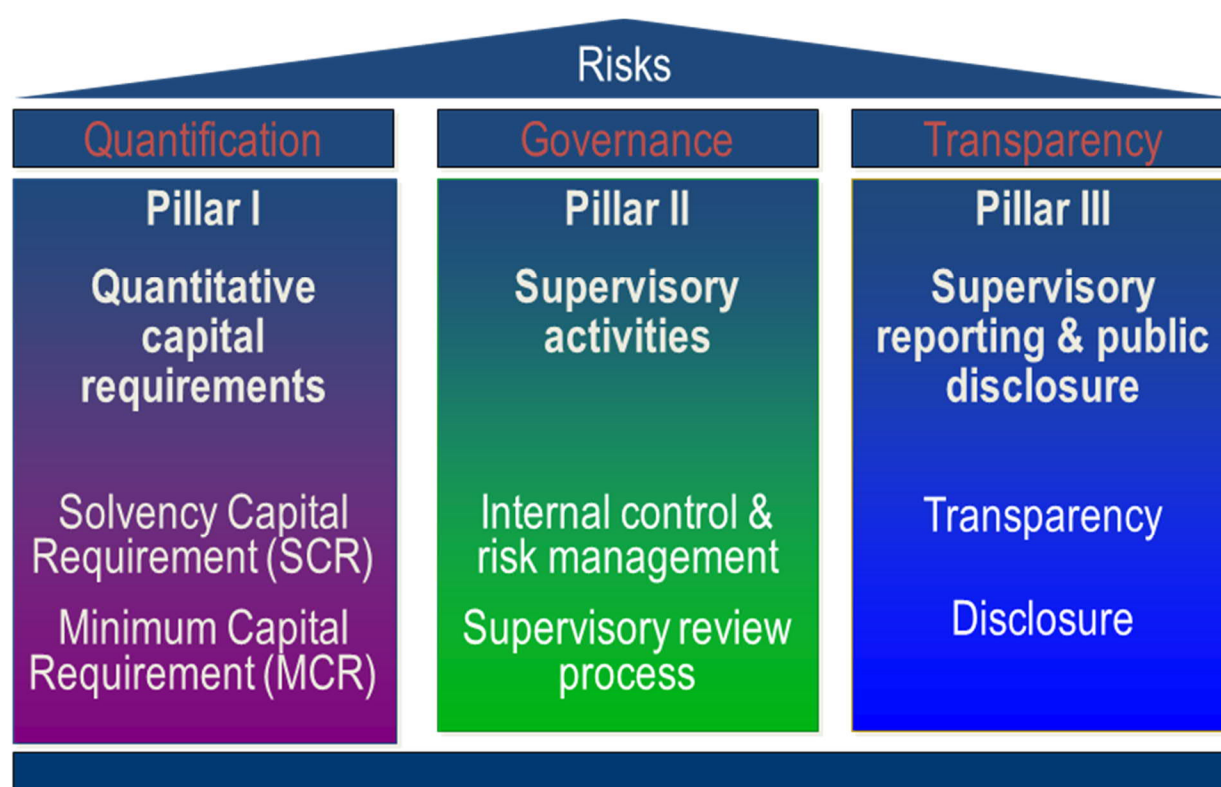 Risks
Quantification
Governance
Transparency
Pillar I
Quantitative
capital
requirements
Solvency Capital
Requirement (SCR)
Minimum Capital
Requirement (MCR)
Pillar II
Supervisory
activities
Internal control &
risk management
Supervisory review
process
Pillar III
Supervisory
reporting & public
disclosure
Transparency
Disclosure